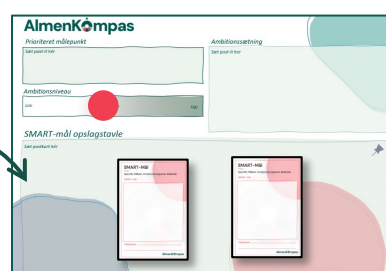 AlmenKompas
Prioriteret målepunkt
Sæt post-it her
Ambitionssætning
Sæt post-it her
Ambitionsniveau
Lav
Høj
SMART-mål opslagstavle
Sæt postkort her
SMART-Mål
SMART-Mål
AlmenKompas
AlmenKompas